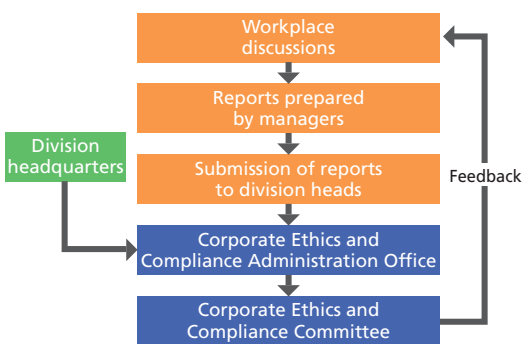 Workplace
discussions
Reports prepared
by managers
Division
headquarters
Submission of reports
to division heads
Feedback
Corporate Ethics and
Compliance Administration Office
Corporate Ethics and
Compliance Committee